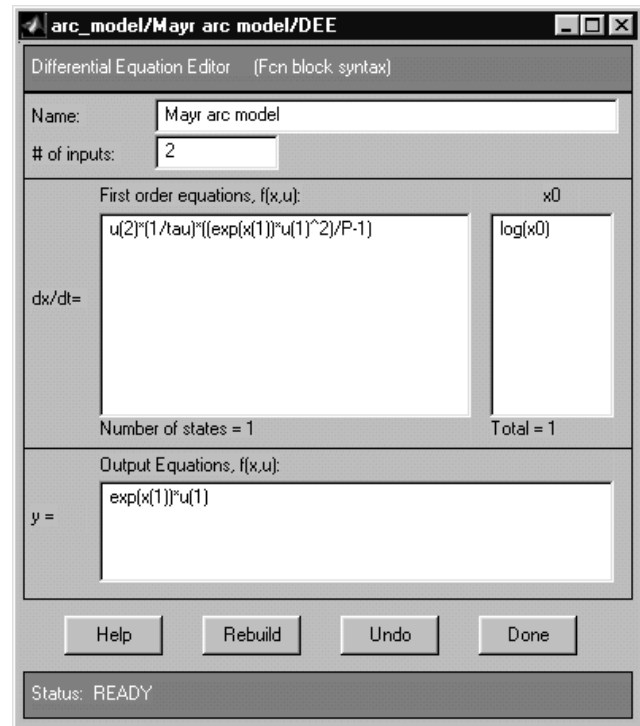 arc_model/Mayr arc model/DEE
Differential Equation Editor (Fcn block syntax)
Name: Mayr arc model
# of inputs: 2
First order equations, f(x,u): x0
u(2)*(1/tau)*((exp(x(1))*u(1)^2)/P-1) log(x0)
dx/dt=
Number of states = 1 Total = 1
Output Equations, f(x,u):
exp(x(1))*u(1)
y =
Help Rebuild Undo Done
Status: READY